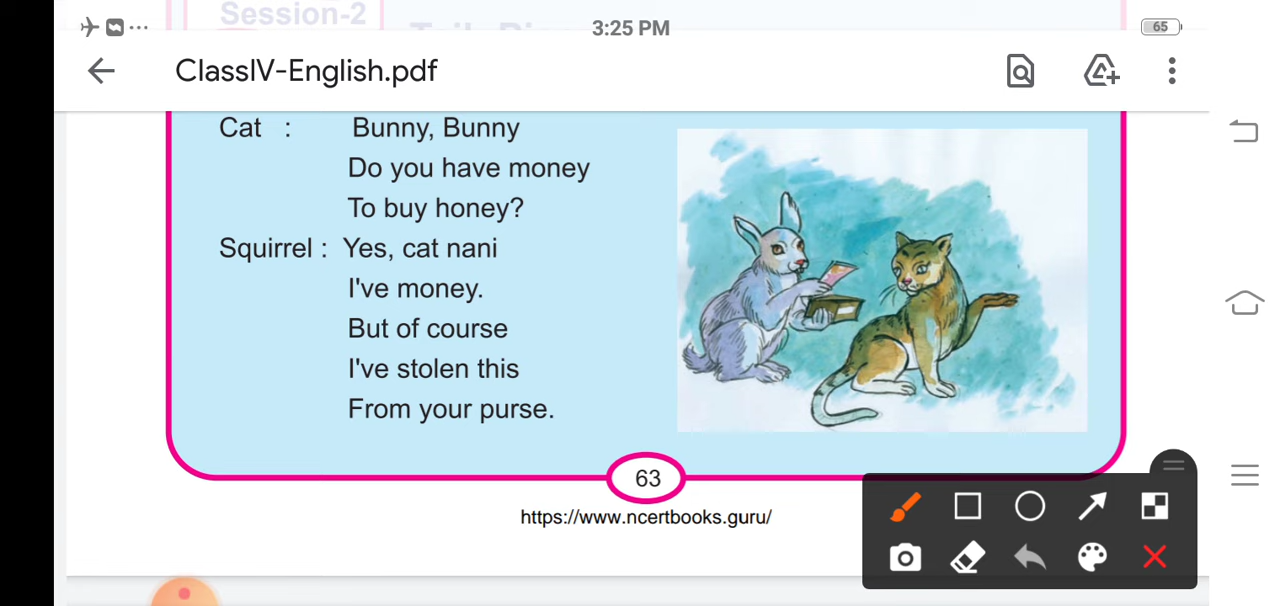 Session-2
3:25 PM
65
ClassIV-English.pdf
Cat : Bunny, Bunny
Do you have money
To buy honey?
Squirrel : Yes, cat nani
I've money.
But of course
I've stolen this
From your purse.
63
https://www.ncertbooks.guru/